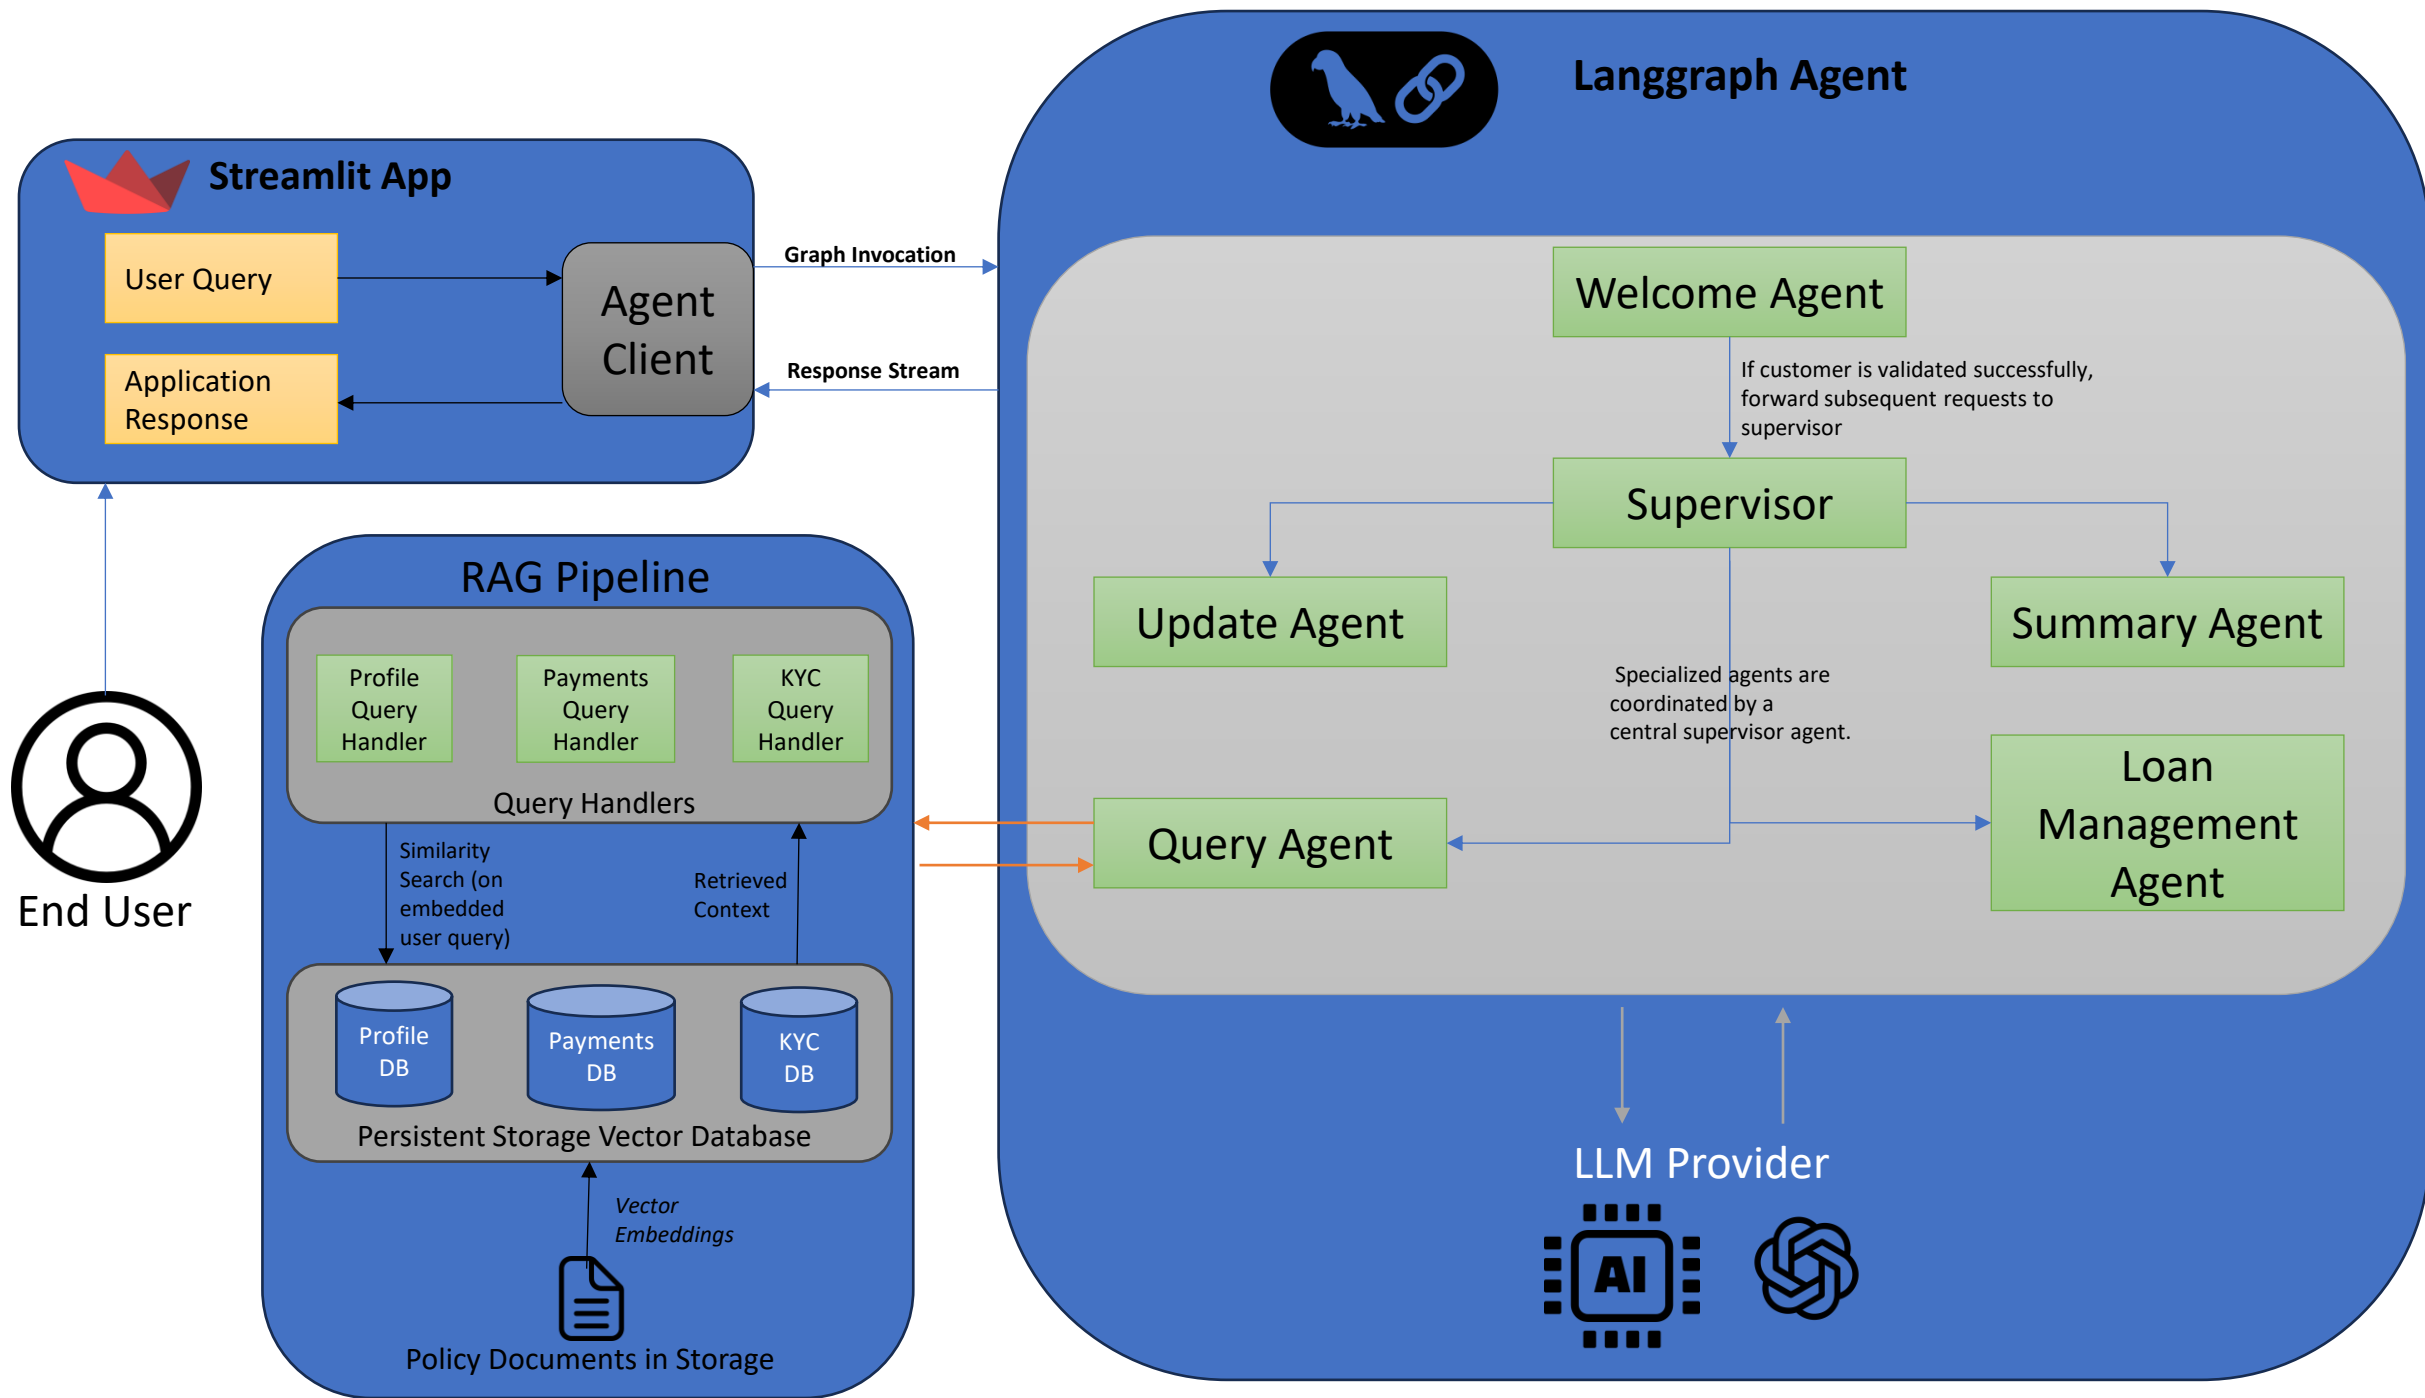 Langgraph Agent
Streamlit App
User Query
Application
Response
Agent
Client
Graph Invocation
Response Stream
Welcome Agent
If customer is validated successfully,
forward subsequent requests to
supervisor
Supervisor
Update Agent
Summary Agent
Specialized agents are
coordinated by a
central supervisor agent.
Query Agent
Loan
Management
Agent
LLM Provider
AI
End User
RAG Pipeline
Profile
Query
Handler
Payments
Query
Handler
KYC
Query
Handler
Query Handlers
Similarity
Search (on
embedded
user query)
Retrieved
Context
Profile
DB
Payments
DB
KYC
DB
Persistent Storage Vector Database
Vector
Embeddings
Policy Documents in Storage